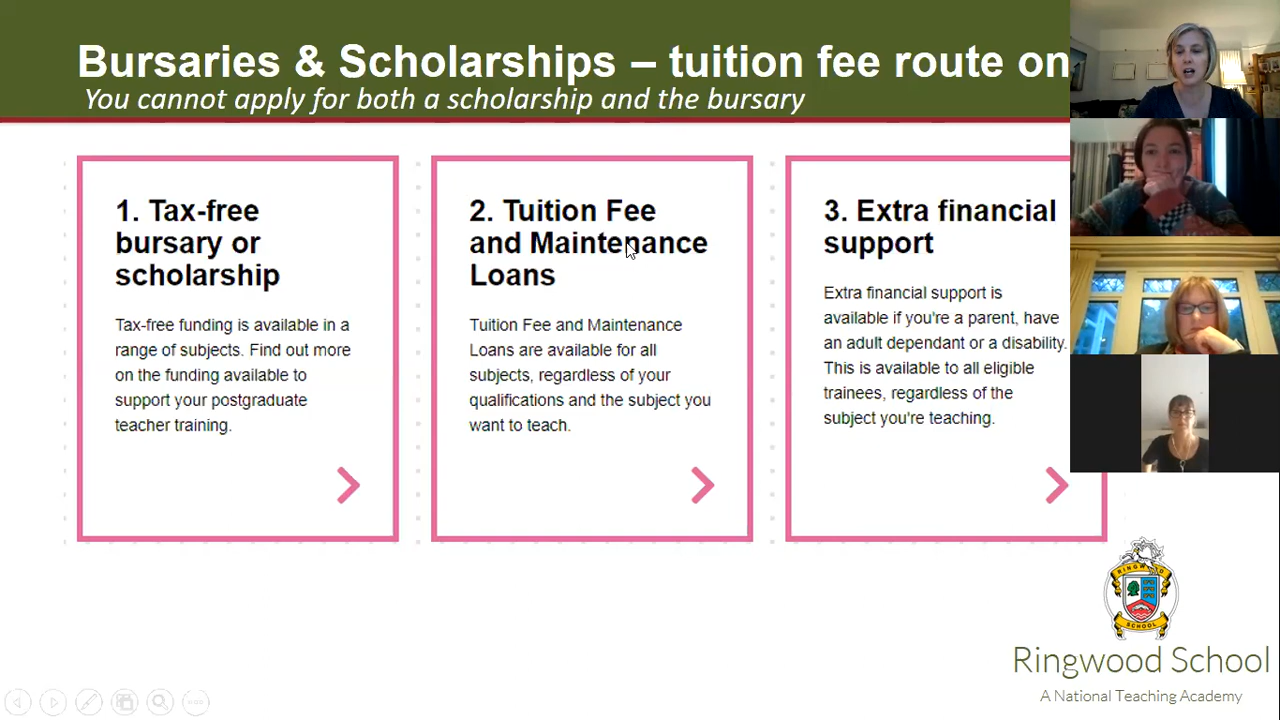 Bursaries & Scholarships – tuition fee route on
You cannot apply for both a scholarship and the bursary
1. Tax-free
bursary or
scholarship
Tax-free funding is available in a
range of subjects. Find out more
on the funding available to
support your postgraduate
teacher training.
2. Tuition Fee
and Maintenance
Loans
Tuition Fee and Maintenance
Loans are available for all
subjects, regardless of your
qualifications and the subject you
want to teach.
3. Extra financial
support
Extra financial support is
available if you're a parent, have
an adult dependant or a disability.
This is available to all eligible
trainees, regardless of the
subject you're teaching.
RINGWOOD
SCHOOL
Ringwood School
A National Teaching Academy